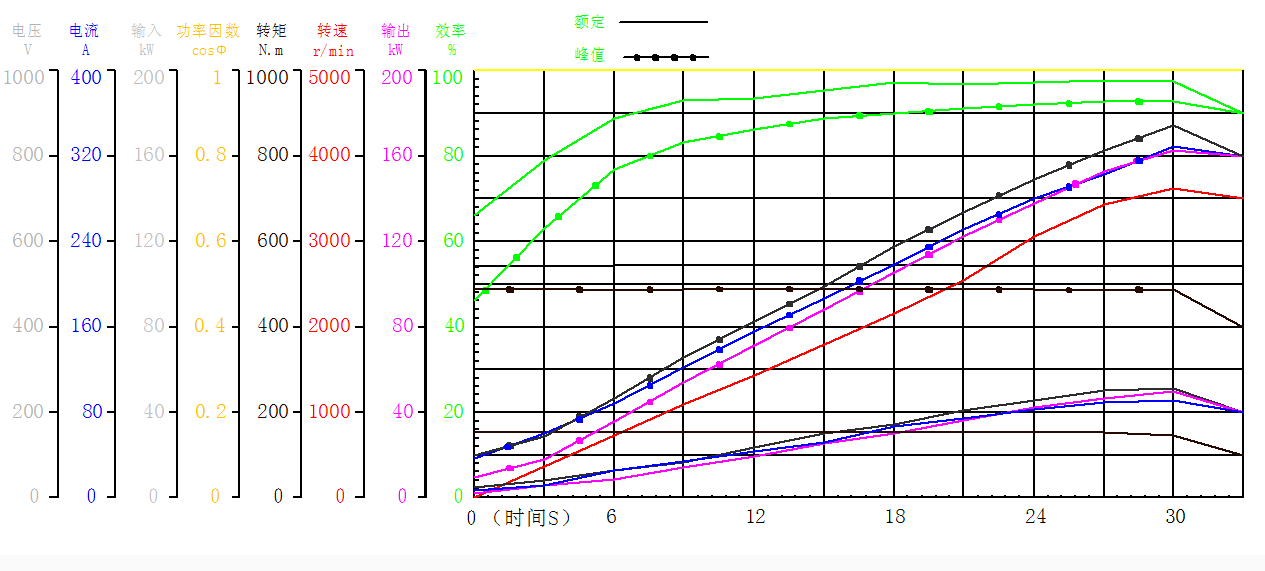 额定
峰值
电压 电流 输入 功率因数 转矩 转速 输出 效率
V A kW cosΦ N.m r/min kW %
1000 400 200 1 1000 5000 200 100
800 320 160 0.8 800 4000 160 80
600 240 120 0.6 600 3000 120 60
400 160 80 0.4 400 2000 80 40
200 80 40 0.2 200 1000 40 20
0 0 0 0 0 0 0 0
0 (时间S) 6 12 18 24 30